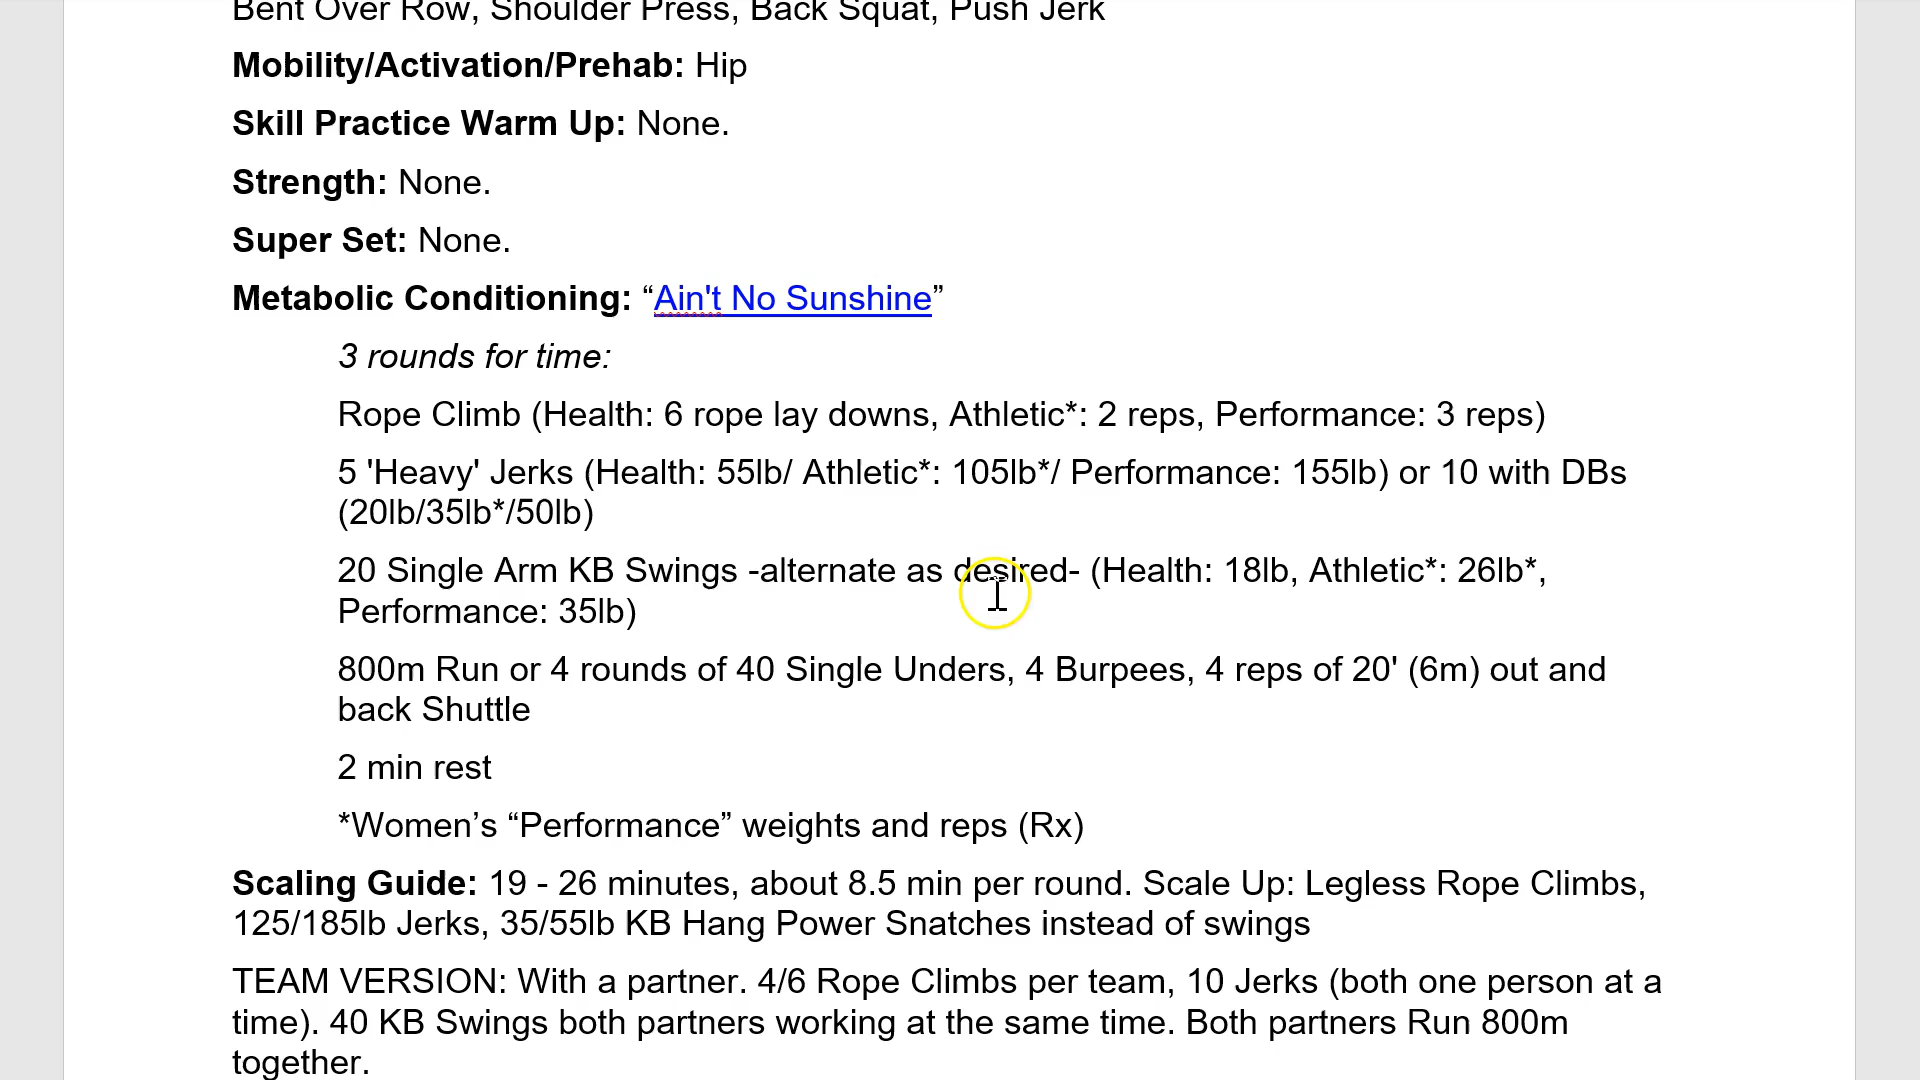 Bent Over Row, Shoulder Press, Back Squat, Push Jerk
Mobility/Activation/Prehab: Hip
Skill Practice Warm Up: None.
Strength: None.
Super Set: None.
Metabolic Conditioning: “Ain't No Sunshine”
3 rounds for time:
Rope Climb (Health: 6 rope lay downs, Athletic*: 2 reps, Performance: 3 reps)
5 'Heavy' Jerks (Health: 55lb/ Athletic*: 105lb*/ Performance: 155lb) or 10 with DBs
(20lb/35lb*/50lb)
20 Single Arm KB Swings -alternate as desired- (Health: 18lb, Athletic*: 26lb*,
Performance: 35lb)
800m Run or 4 rounds of 40 Single Unders, 4 Burpees, 4 reps of 20' (6m) out and
back Shuttle
2 min rest
*Women’s “Performance” weights and reps (Rx)
Scaling Guide: 19 - 26 minutes, about 8.5 min per round. Scale Up: Legless Rope Climbs,
125/185lb Jerks, 35/55lb KB Hang Power Snatches instead of swings
TEAM VERSION: With a partner. 4/6 Rope Climbs per team, 10 Jerks (both one person at a
time). 40 KB Swings both partners working at the same time. Both partners Run 800m
together.